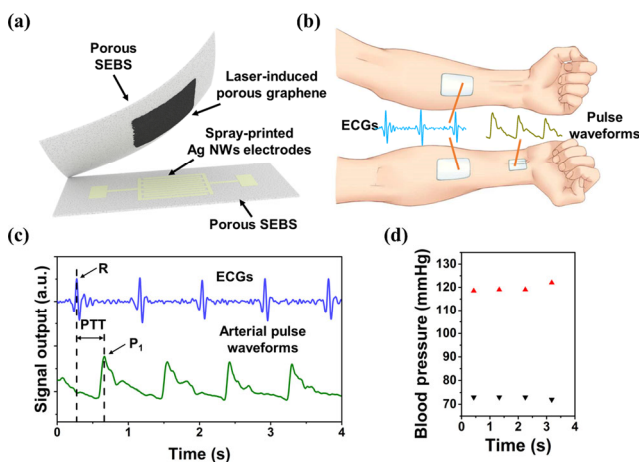 (a)
Porous
SEBS
Laser-induced
porous graphene
Spray-printed
Ag NWs electrodes
Porous SEBS
(b)
ECGs
Pulse
waveforms
(c)
Signal output (a.u.)
R
ECGs
PTT
P₁
Arterial pulse
waveforms
0 1 2 3 4
Time (s)
(d)
Blood pressure (mmHg)
130
120
110
100
90
80
70
0 1 2 3 4
Time (s)